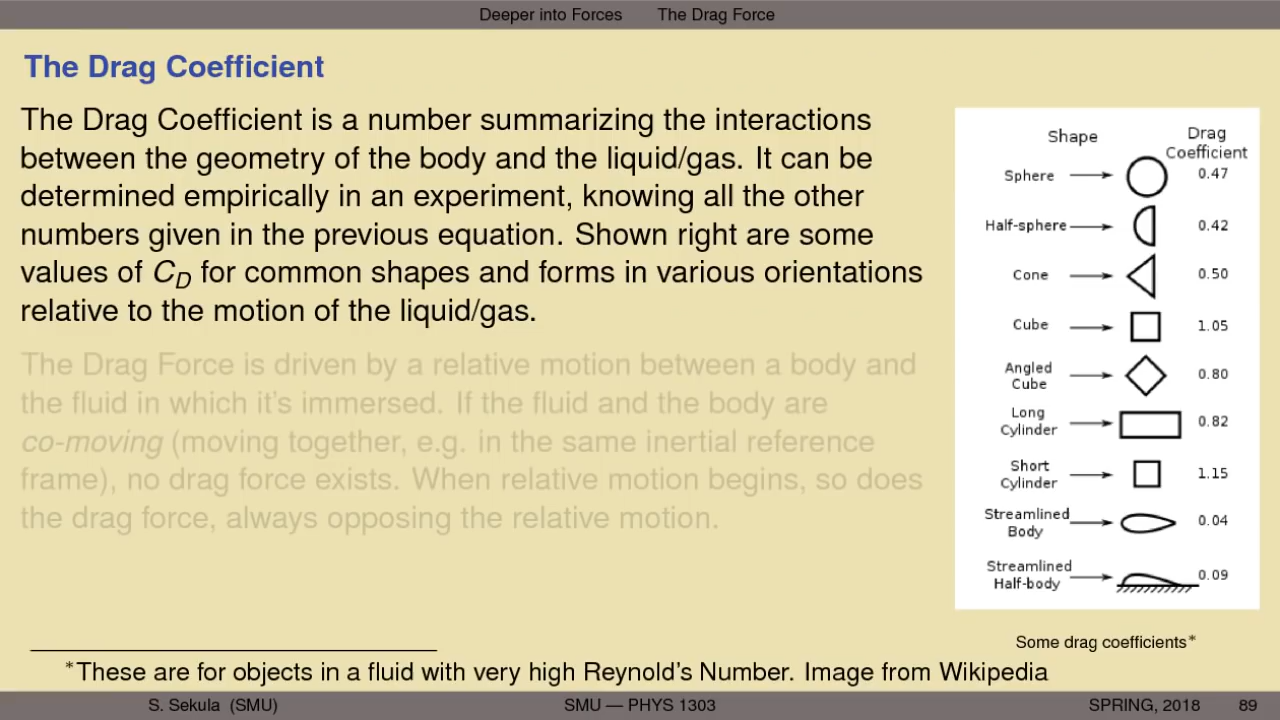 Deeper into Forces The Drag Force
The Drag Coefficient
The Drag Coefficient is a number summarizing the interactions
between the geometry of the body and the liquid/gas. It can be
determined empirically in an experiment, knowing all the other
numbers given in the previous equation. Shown right are some
values of C_D for common shapes and forms in various orientations
relative to the motion of the liquid/gas.
The Drag Force is driven by a relative motion between a body and
the fluid in which it's immersed. If the fluid and the body are
co-moving (moving together, e.g. in the same inertial reference
frame), no drag force exists. When relative motion begins, so does
the drag force, always opposing the relative motion.
Shape Drag
Coefficient
Sphere 0.47
Half-sphere 0.42
Cone 0.50
Cube 1.05
Angled
Cube 0.80
Long
Cylinder 0.82
Short
Cylinder 1.15
Streamlined
Body 0.04
Streamlined
Half-body 0.09
Some drag coefficients*
*These are for objects in a fluid with very high Reynold's Number. Image from Wikipedia
S. Sekula (SMU) SMU — PHYS 1303 SPRING, 2018 89